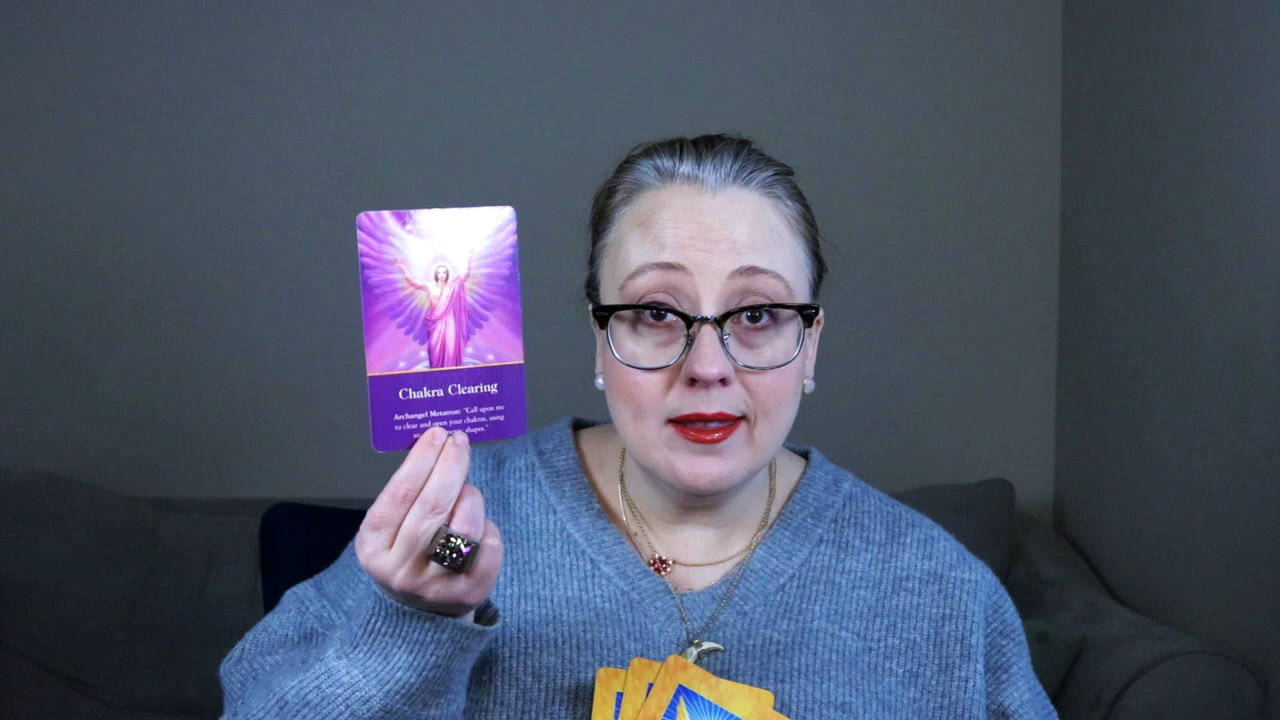 Chakra Clearing
Archangel Metatron: "Call upon me
to clear and open your chakras, using
shapes."